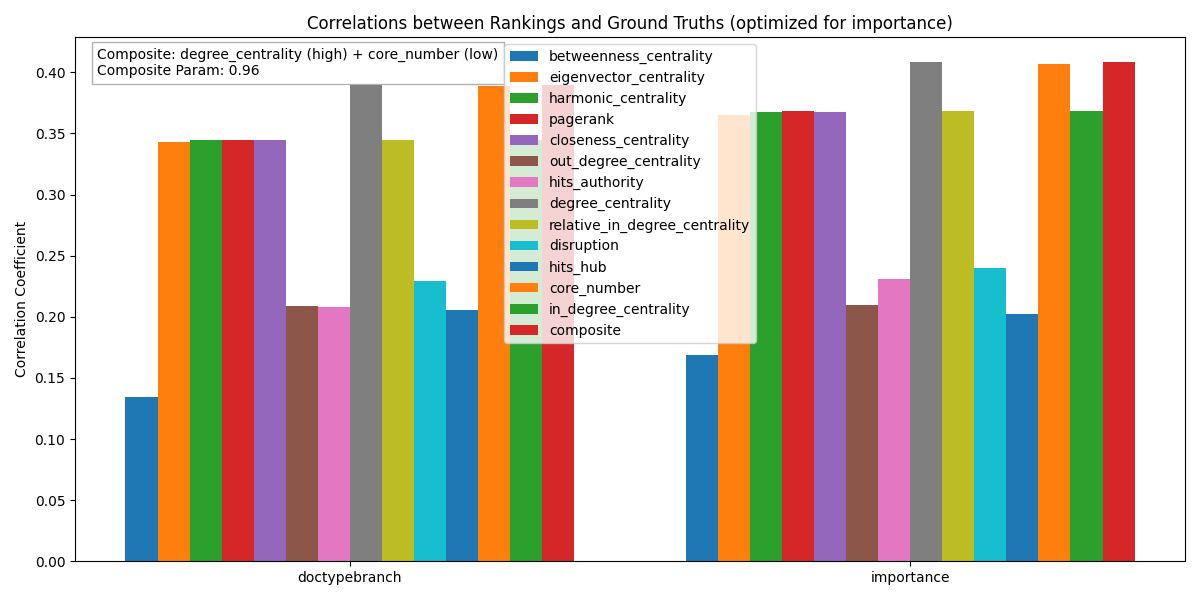 Correlations between Rankings and Ground Truths (optimized for importance)
Composite: degree_centrality (high) + core_number (low)
Composite Param: 0.96
betweenness_centrality
eigenvector_centrality
harmonic_centrality
pagerank
closeness_centrality
out_degree_centrality
hits_authority
degree_centrality
relative_in_degree_centrality
disruption
hits_hub
core_number
in_degree_centrality
composite
Correlation Coefficient
0.40
0.35
0.30
0.25
0.20
0.15
0.10
0.05
0.00
doctypebranch
importance